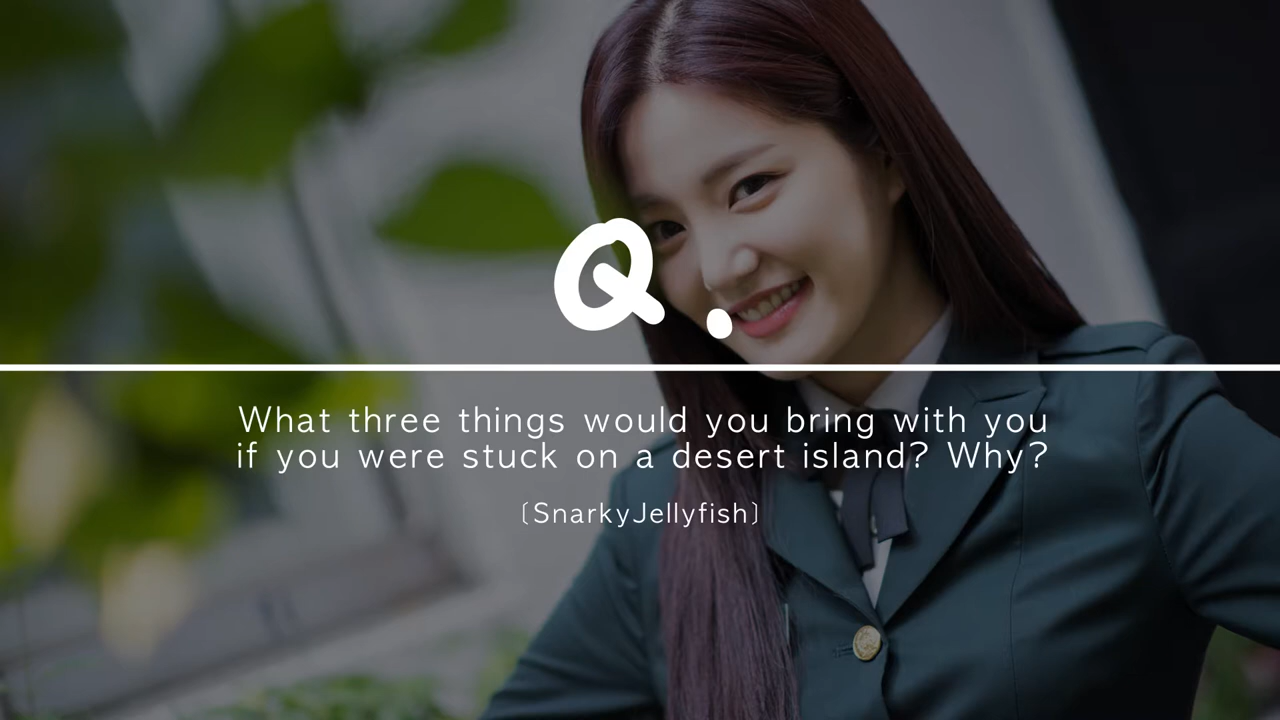 Q.
What three things would you bring with you
if you were stuck on a desert island? Why?
〔SnarkyJellyfish〕